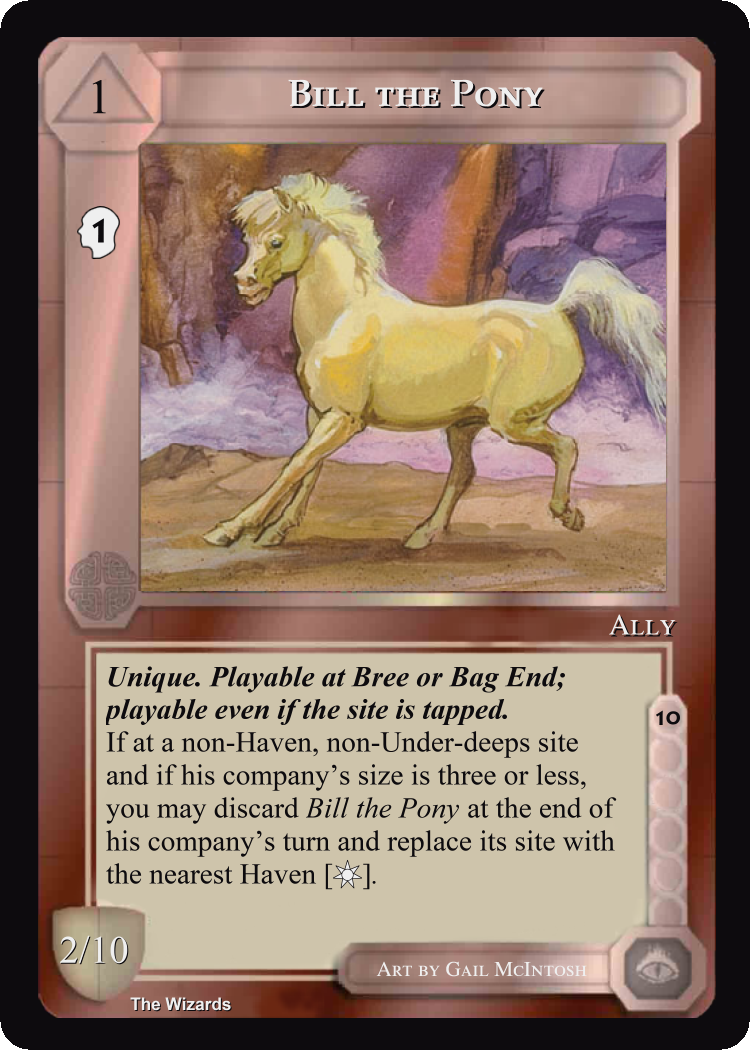 1
Bill the Pony
1
Ally
Unique. Playable at Bree or Bag End;
playable even if the site is tapped.
If at a non-Haven, non-Under-deeps site
and if his company's size is three or less,
you may discard Bill the Pony at the end of
his company's turn and replace its site with
the nearest Haven [ ].
10
2/10
Art by Gail McIntosh
The Wizards